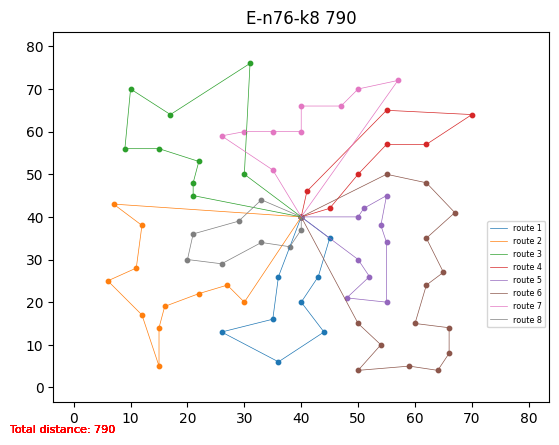 E-n76-k8 790
80
70
60
50
40
30
20
10
0
route 1
route 2
route 3
route 4
route 5
route 6
route 7
route 8
0 10 20 30 40 50 60 70 80
Total distance: 790